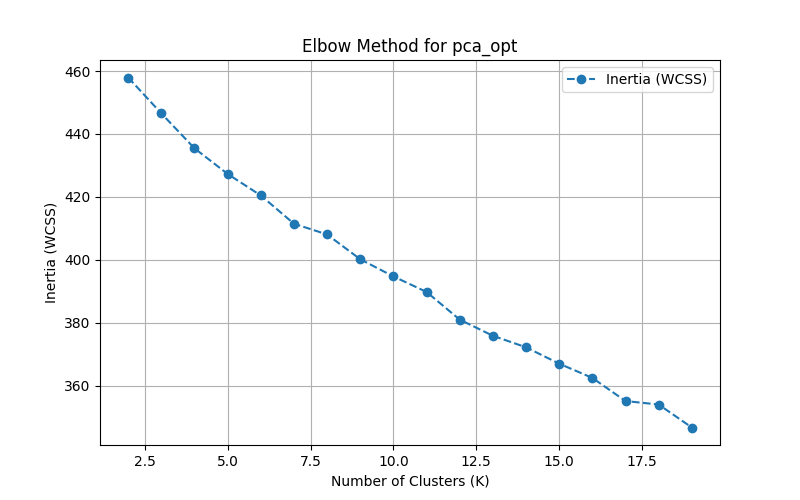 Elbow Method for pca_opt
Inertia (WCSS)
460
440
420
400
380
360
Inertia (WCSS)
2.5 5.0 7.5 10.0 12.5 15.0 17.5
Number of Clusters (K)